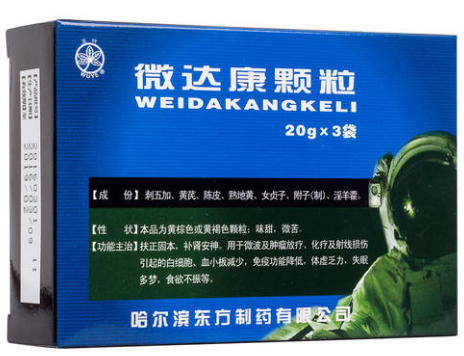 WUYE
微达康颗粒
WEIDAKANGKELI
20g×3袋
【成 份】刺五加、黄芪、陈皮、熟地黄、女贞子、附子(制)、淫羊藿。
【性 状】本品为黄棕色或黄褐色颗粒；味甜，微苦。
【功能主治】扶正固本，补肾安神。用于微波及肿瘤放疗、化疗及射线损伤
引起的白细胞、血小板减少，免疫功能降低，体虚乏力，失眠
多梦，食欲不振等。
哈尔滨东方制药有限公司